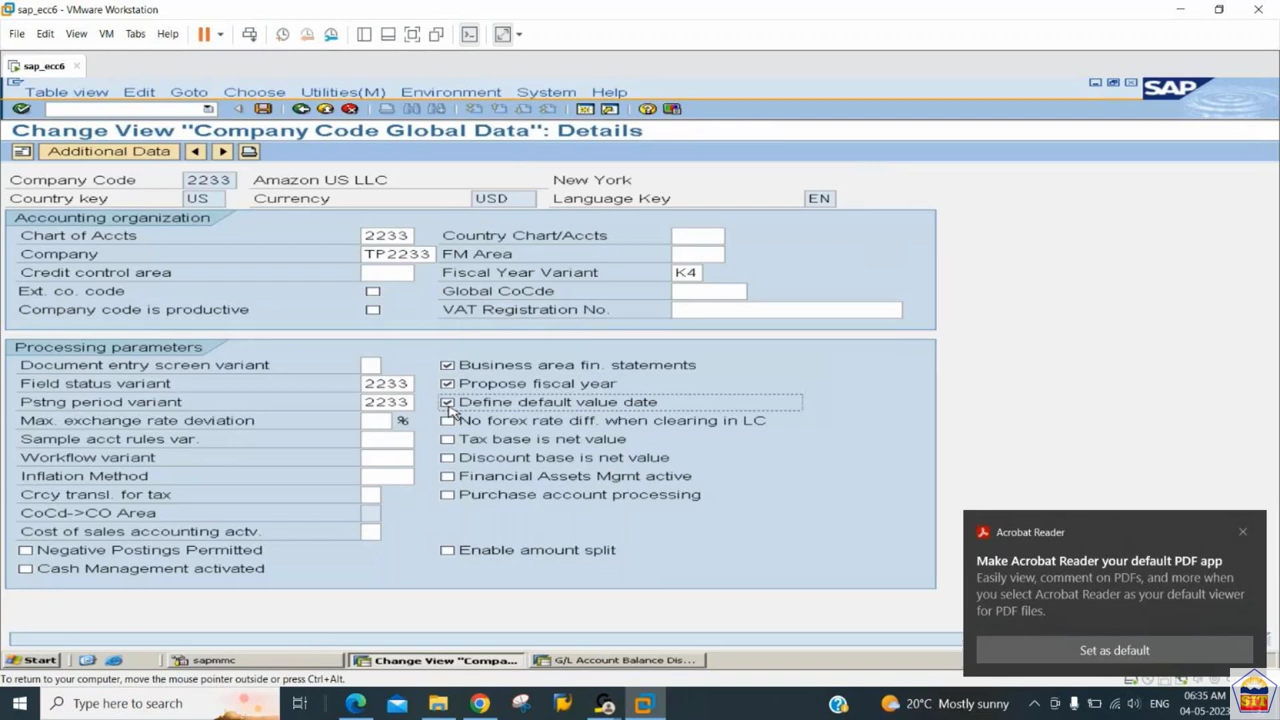 sap_ecc6 - VMware Workstation
File Edit View VM Tabs Help
sap_ecc6
Table view Edit Goto Choose Utilities(M) Environment System Help
SAP
Change View "Company Code Global Data": Details
Additional Data
Company Code 2233 Amazon US LLC New York
Country key US Currency USD Language Key EN
Accounting organization
Chart of Accts 2233 Country Chart/Accts
Company TP2233 FM Area
Credit control area Fiscal Year Variant K4
Ext. co. code Global CoCde
Company code is productive VAT Registration No.
Processing parameters
Document entry screen variant Business area fin. statements
Field status variant 2233 Propose fiscal year
Pstng period variant 2233 Define default value date
Max. exchange rate deviation % No forex rate diff. when clearing in LC
Sample acct rules var. Tax base is net value
Workflow variant Discount base is net value
Inflation Method Financial Assets Mgmt active
Crcy transl. for tax Purchase account processing
CoCd->CO Area
Cost of sales accounting actv.
Negative Postings Permitted Enable amount split
Cash Management activated
Acrobat Reader
Make Acrobat Reader your default PDF app
Easily view, comment on PDFs, and more when
you select Acrobat Reader as your default viewer
for PDF files.
Set as default
Start sapmmc Change View "Compa... G/L Account Balance Dis...
To return to your computer, move the mouse pointer outside or press Ctrl+Alt.
Type here to search 20°C Mostly sunny ENG 06:35 AM
04-05-2023